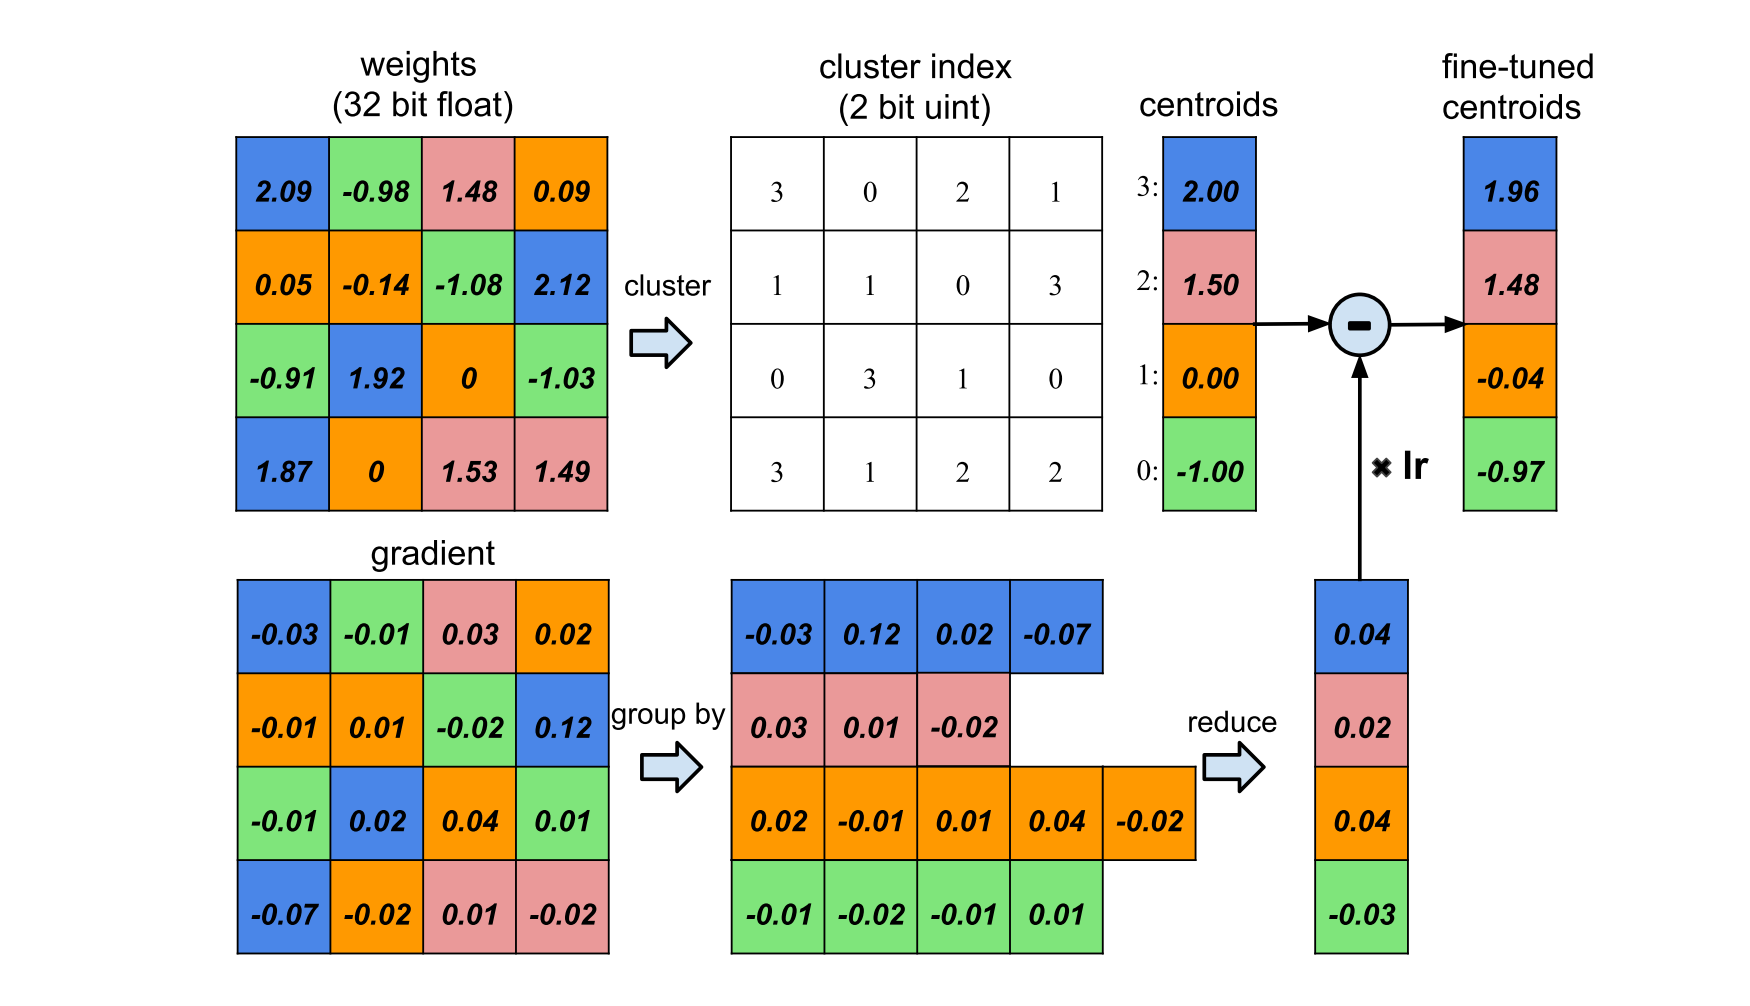 weights
(32 bit float)
cluster index
(2 bit uint)
centroids
fine-tuned
centroids
2.09 -0.98 1.48 0.09
0.05 -0.14 -1.08 2.12
-0.91 1.92 0 -1.03
1.87 0 1.53 1.49
cluster
3 0 2 1
1 1 0 3
0 3 1 0
3 1 2 2
3: 2.00
2: 1.50
1: 0.00
0: -1.00
-
× lr
1.96
1.48
-0.04
-0.97
gradient
-0.03 -0.01 0.03 0.02
-0.01 0.01 -0.02 0.12
-0.01 0.02 0.04 0.01
-0.07 -0.02 0.01 -0.02
group by
-0.03 0.12 0.02 -0.07
0.03 0.01 -0.02
0.02 -0.01 0.01 0.04 -0.02
-0.01 -0.02 -0.01 0.01
reduce
0.04
0.02
0.04
-0.03